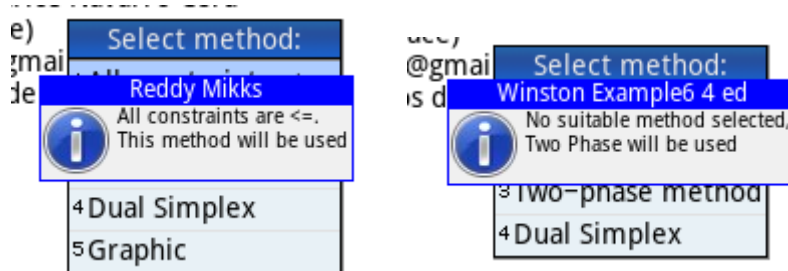 e)
Select method:
gmai
de
Reddy Mikks
All constraints are <=.
This method will be used
4 Dual Simplex
5 Graphic
@gmai
Select method:
s d
Winston Example6 4 ed
No suitable method selected,
Two Phase will be used
3 Two-phase method
4 Dual Simplex